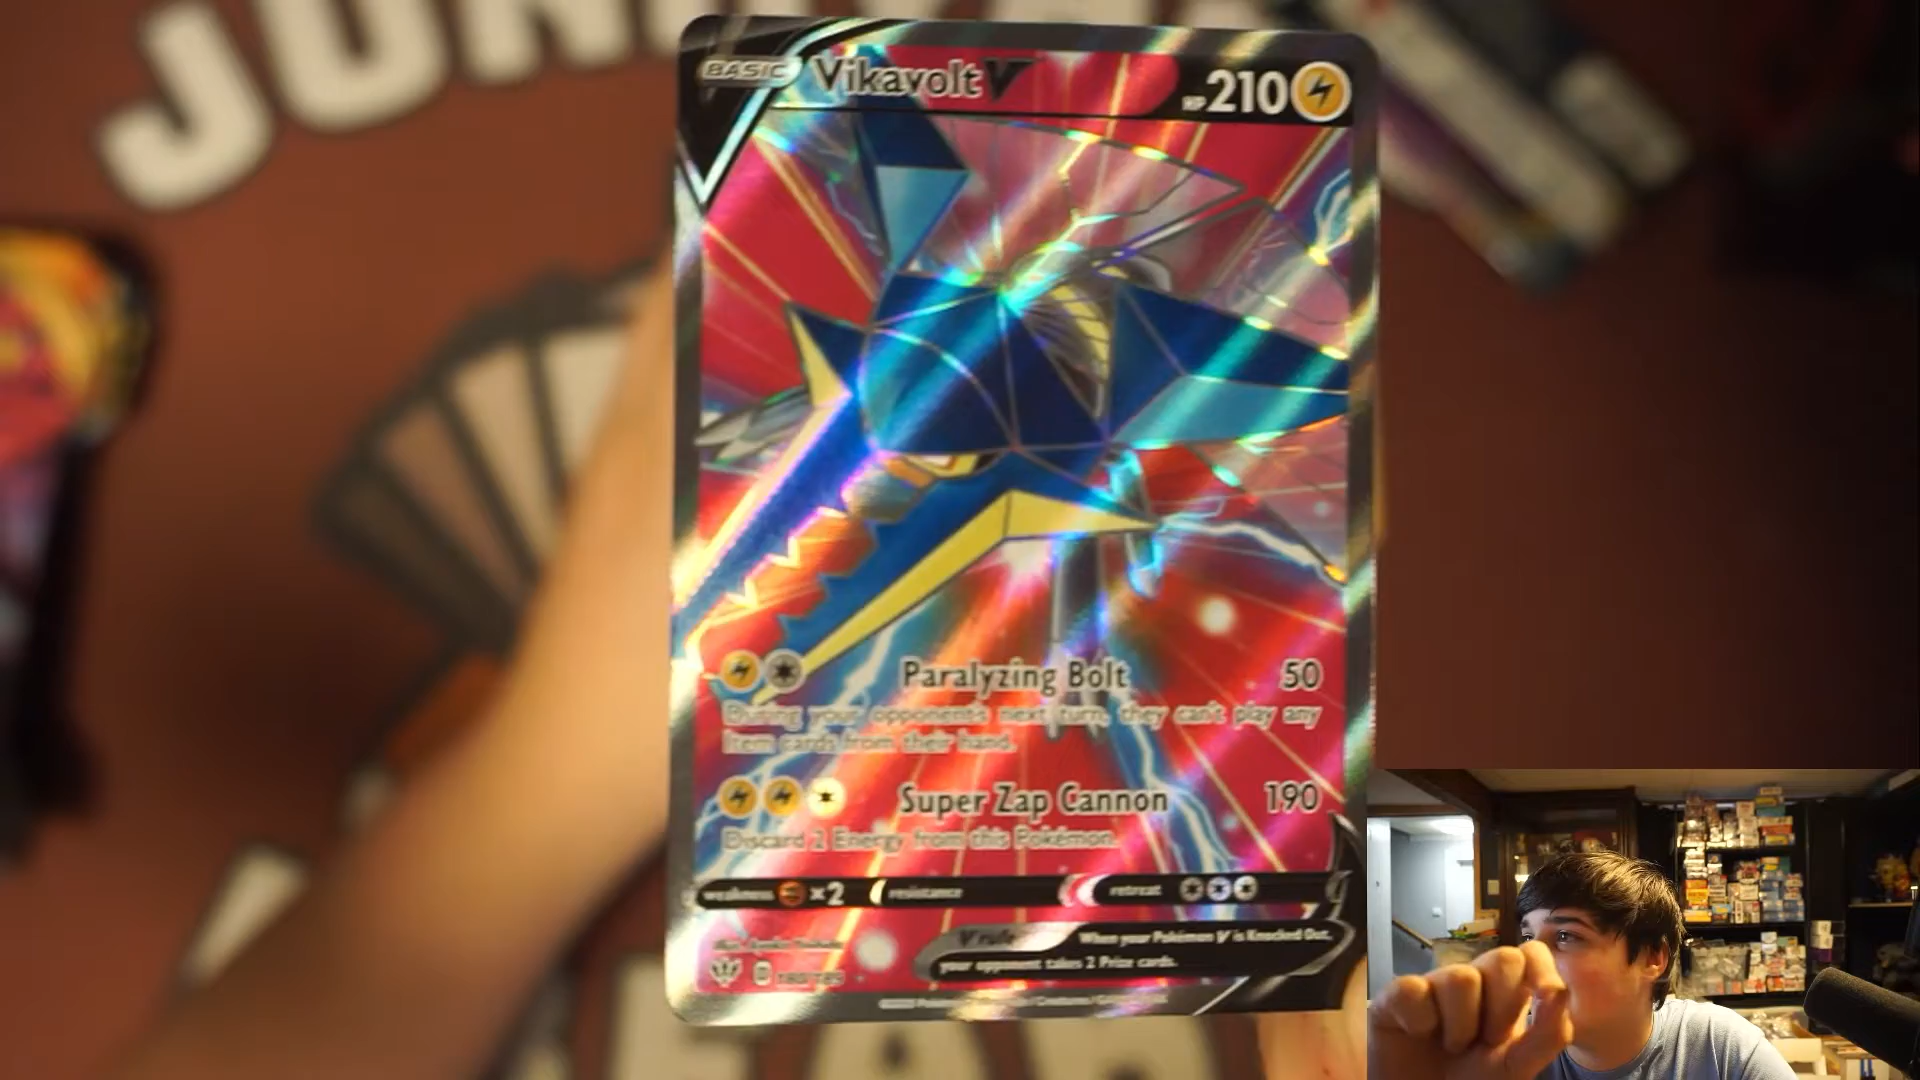 BASIC Vikavolt V HP 210
Paralyzing Bolt 50
During your opponent's next turn, they can't play any
Item cards from their hand.
Super Zap Cannon 190
Discard 2 Energy from this Pokémon.
weakness x2 resistance retreat
V rule When your Pokémon V is Knocked Out,
your opponent takes 2 Prize cards.